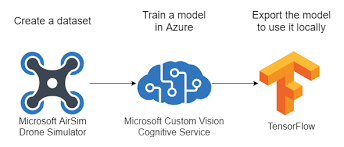 Create a dataset
Train a model
in Azure
Export the model
to use it locally
Microsoft AirSim
Drone Simulator
Microsoft Custom Vision
Cognitive Service
TensorFlow